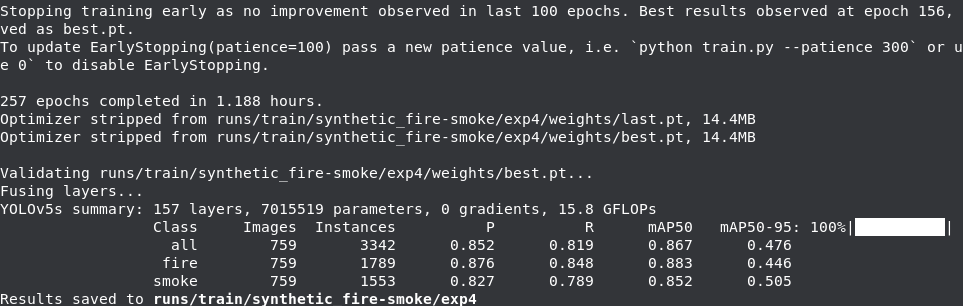 Stopping training early as no improvement observed in last 100 epochs. Best results observed at epoch 156,
ved as best.pt.
To update EarlyStopping(patience=100) pass a new patience value, i.e. `python train.py --patience 300` or u
e 0` to disable EarlyStopping.
257 epochs completed in 1.188 hours.
Optimizer stripped from runs/train/synthetic_fire-smoke/exp4/weights/last.pt, 14.4MB
Optimizer stripped from runs/train/synthetic_fire-smoke/exp4/weights/best.pt, 14.4MB
Validating runs/train/synthetic_fire-smoke/exp4/weights/best.pt...
Fusing layers...
YOLOv5s summary: 157 layers, 7015519 parameters, 0 gradients, 15.8 GFLOPs
Class Images Instances P R mAP50 mAP50-95: 100%| |
all 759 3342 0.852 0.819 0.867 0.476
fire 759 1789 0.876 0.848 0.883 0.446
smoke 759 1553 0.827 0.789 0.852 0.505
Results saved to runs/train/synthetic_fire-smoke/exp4